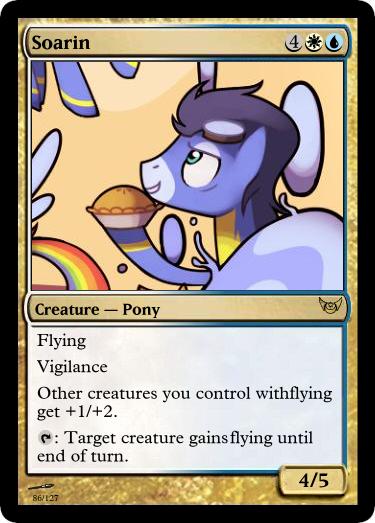 Soarin 4
Creature — Pony
Flying
Vigilance
Other creatures you control withflying
get +1/+2.
: Target creature gainsflying until
end of turn.
4/5
86/127